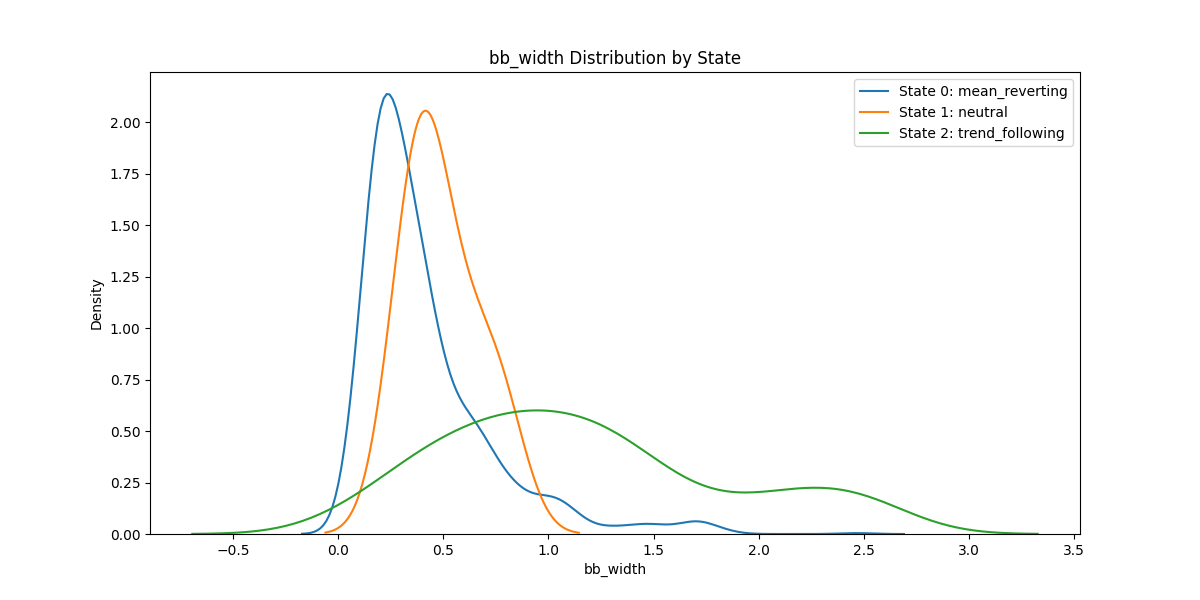 bb_width Distribution by State
State 0: mean_reverting
State 1: neutral
State 2: trend_following
Density
2.00
1.75
1.50
1.25
1.00
0.75
0.50
0.25
0.00
−0.5 0.0 0.5 1.0 1.5 2.0 2.5 3.0 3.5
bb_width